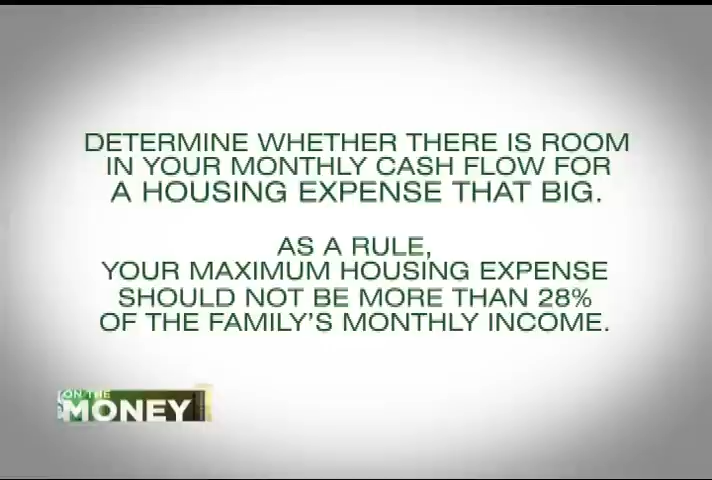 DETERMINE WHETHER THERE IS ROOM
IN YOUR MONTHLY CASH FLOW FOR
A HOUSING EXPENSE THAT BIG.
AS A RULE,
YOUR MAXIMUM HOUSING EXPENSE
SHOULD NOT BE MORE THAN 28%
OF THE FAMILY'S MONTHLY INCOME.
ON THE
MONEY